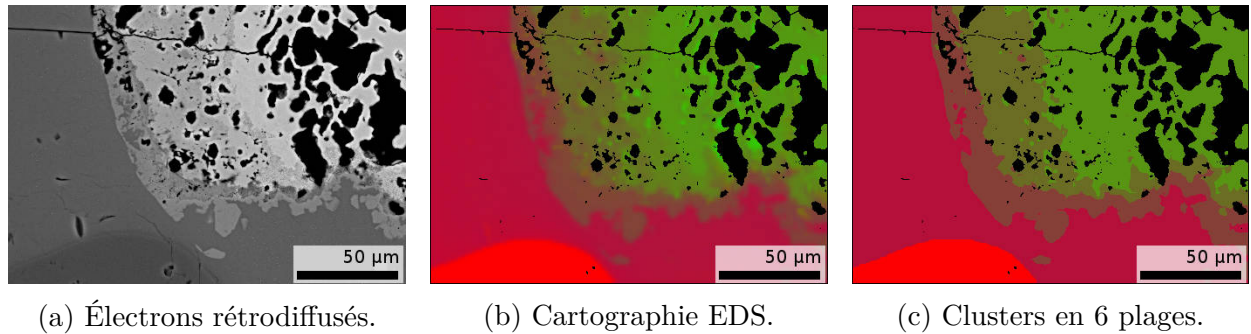 50 µm
50 µm
50 µm
(a) Électrons rétrodiffusés.
(b) Cartographie EDS.
(c) Clusters en 6 plages.